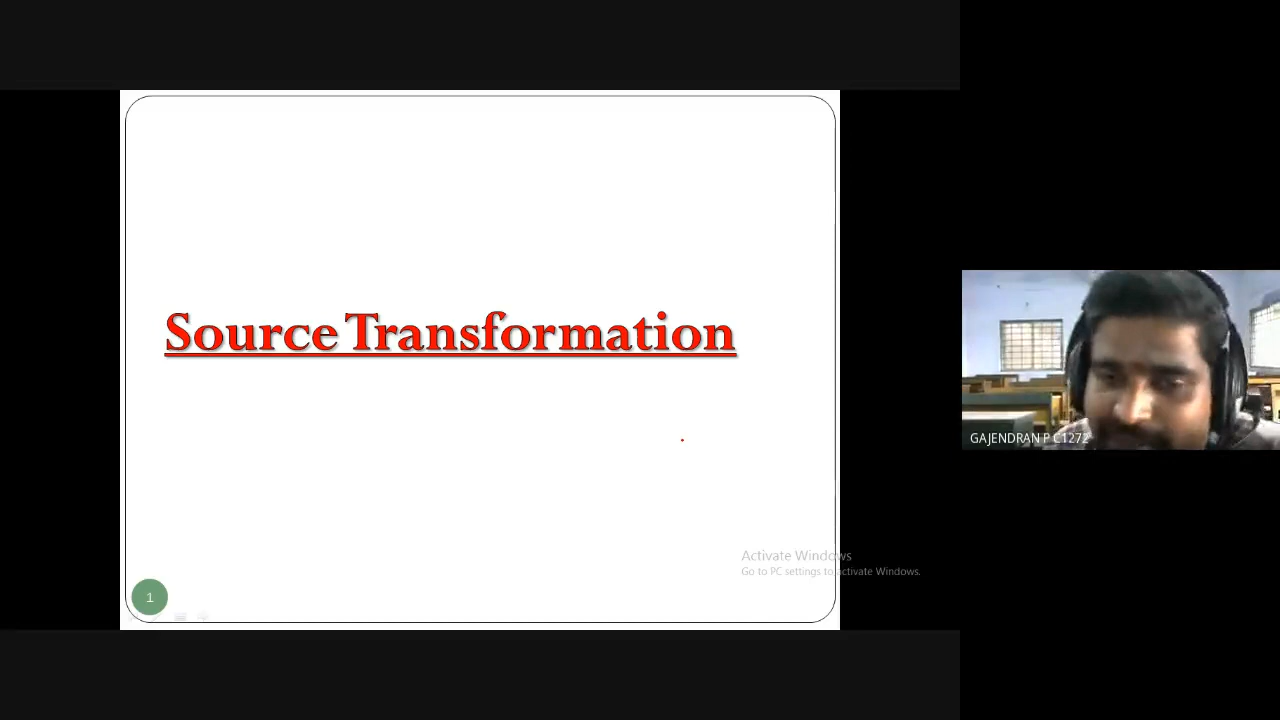 Source Transformation
GAJENDRAN P C1272
Activate Windows
Go to PC settings to activate Windows.
1